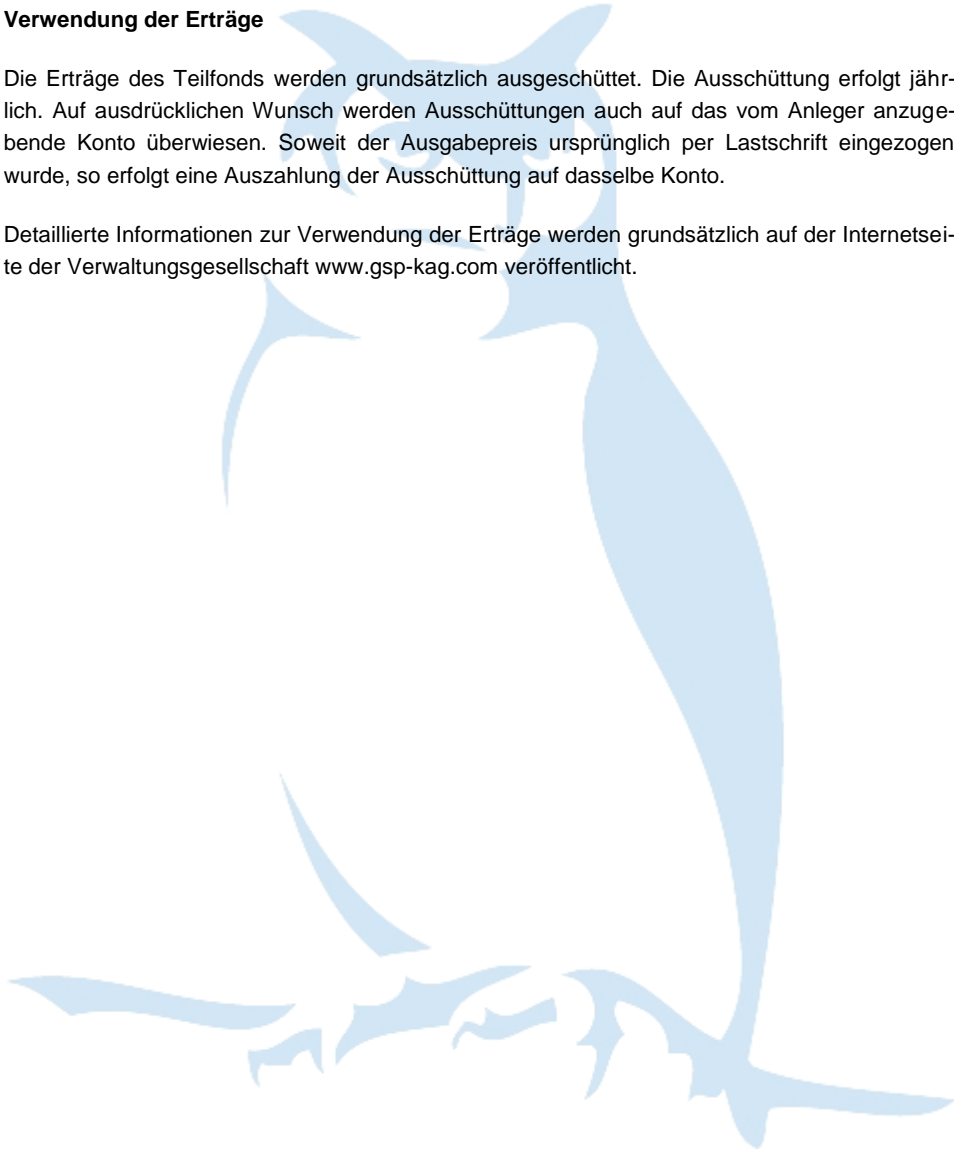 Verwendung der Erträge
Die Erträge des Teilfonds werden grundsätzlich ausgeschüttet. Die Ausschüttung erfolgt jähr-
lich. Auf ausdrücklichen Wunsch werden Ausschüttungen auch auf das vom Anleger anzuge-
bende Konto überwiesen. Soweit der Ausgabepreis ursprünglich per Lastschrift eingezogen
wurde, so erfolgt eine Auszahlung der Ausschüttung auf dasselbe Konto.
Detaillierte Informationen zur Verwendung der Erträge werden grundsätzlich auf der Internetsei-
te der Verwaltungsgesellschaft www.gsp-kag.com veröffentlicht.